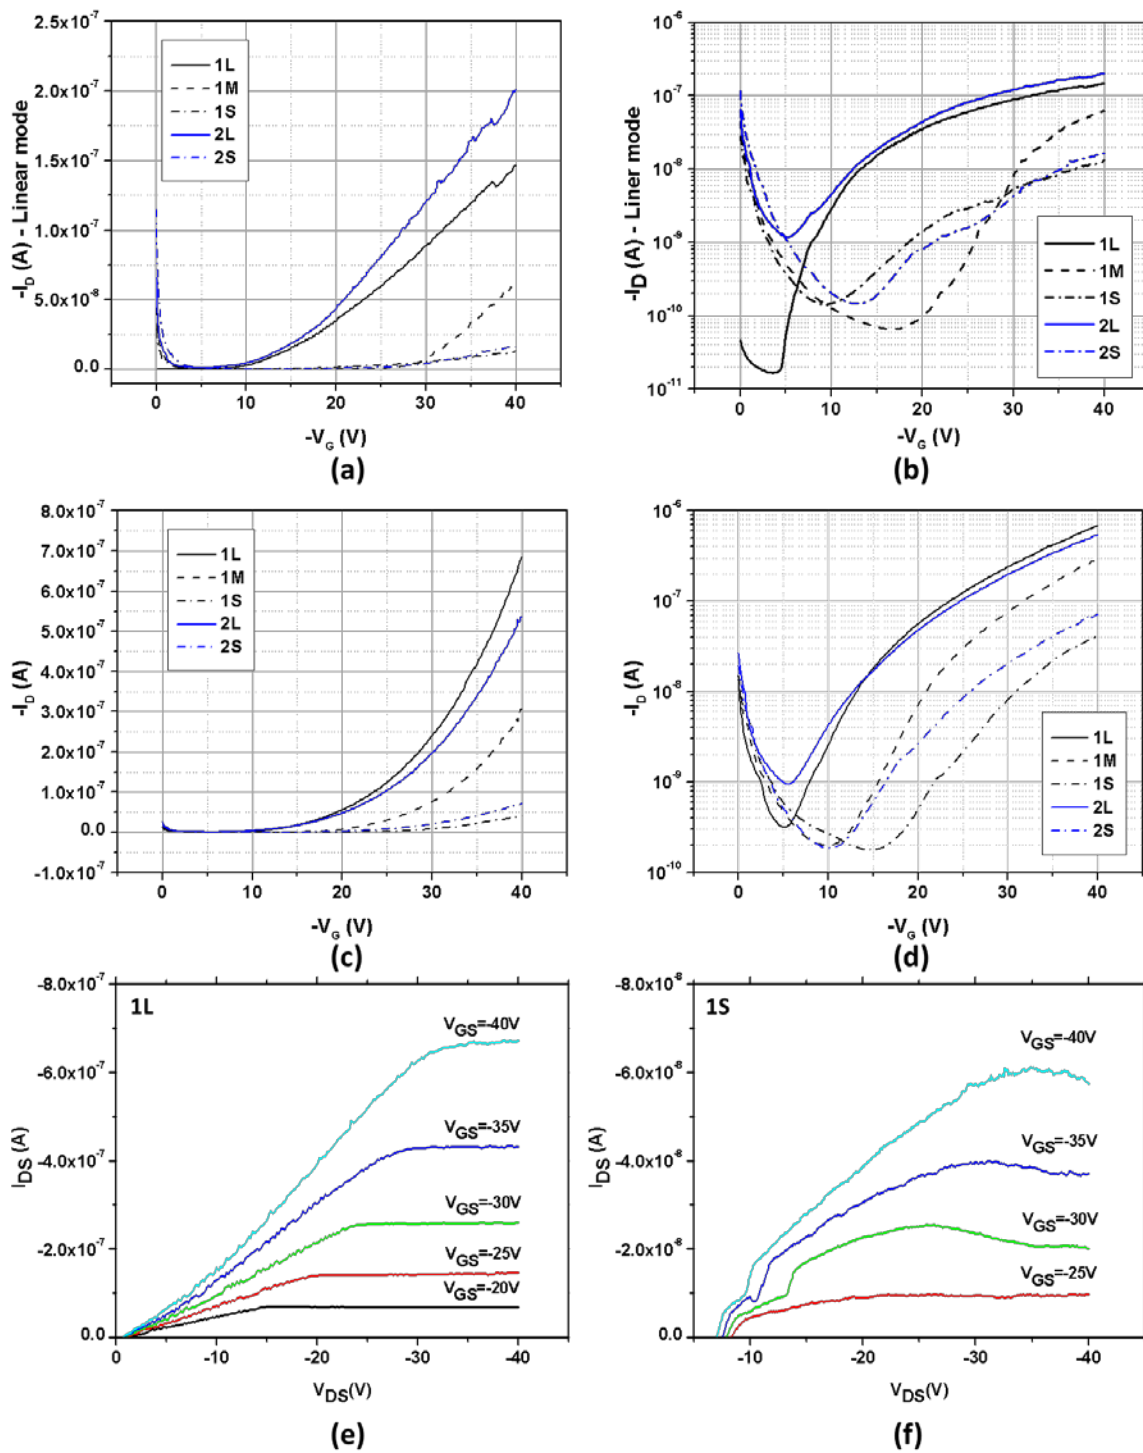 2.5x10⁻⁷
2.0x10⁻⁷
1.5x10⁻⁷
1.0x10⁻⁷
5.0x10⁻⁸
0.0
-I_D (A) - Linear mode
1L
1M
1S
2L
2S
0 10 20 30 40
-V_G (V)
(a)
10⁻⁶
10⁻⁷
10⁻⁸
10⁻⁹
10⁻¹⁰
10⁻¹¹
-I_D (A) - Liner mode
1L
1M
1S
2L
2S
0 10 20 30 40
-V_G (V)
(b)
8.0x10⁻⁷
7.0x10⁻⁷
6.0x10⁻⁷
5.0x10⁻⁷
4.0x10⁻⁷
3.0x10⁻⁷
2.0x10⁻⁷
1.0x10⁻⁷
0.0
-1.0x10⁻⁷
-I_D (A)
1L
1M
1S
2L
2S
0 10 20 30 40
-V_G (V)
(c)
10⁻⁶
10⁻⁷
10⁻⁸
10⁻⁹
10⁻¹⁰
-I_D (A)
1L
1M
1S
2L
2S
0 10 20 30 40
-V_G (V)
(d)
-8.0x10⁻⁷
-6.0x10⁻⁷
-4.0x10⁻⁷
-2.0x10⁻⁷
0.0
I_DS (A)
1L
V_GS=-40V
V_GS=-35V
V_GS=-30V
V_GS=-25V
V_GS=-20V
0 -10 -20 -30 -40
V_DS(V)
(e)
-8.0x10⁻⁸
-6.0x10⁻⁸
-4.0x10⁻⁸
-2.0x10⁻⁸
0.0
I_DS (A)
1S
V_GS=-40V
V_GS=-35V
V_GS=-30V
V_GS=-25V
-10 -20 -30 -40
V_DS(V)
(f)